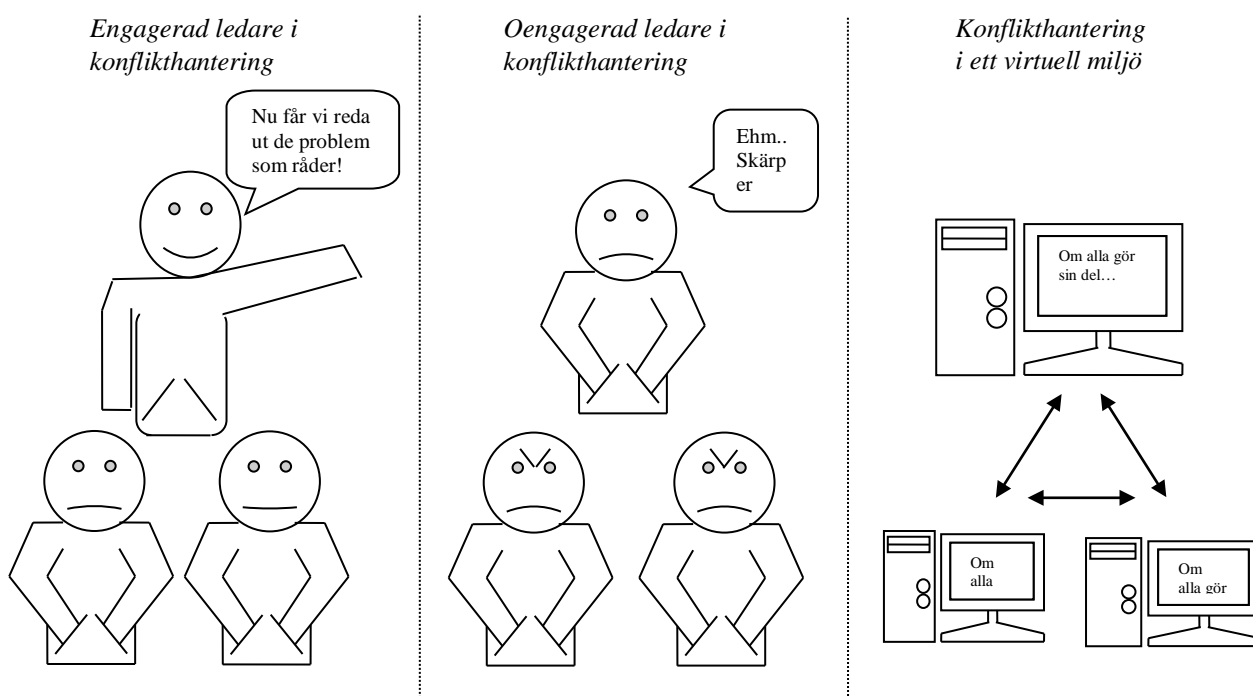 Engagerad ledare i
konflikthantering
Nu får vi reda
ut de problem
som råder!
Oengagerad ledare i
konflikthantering
Ehm..
Skärp
er
Konflikthantering
i ett virtuell miljö
Om alla gör
sin del…
Om
alla
Om
alla gör